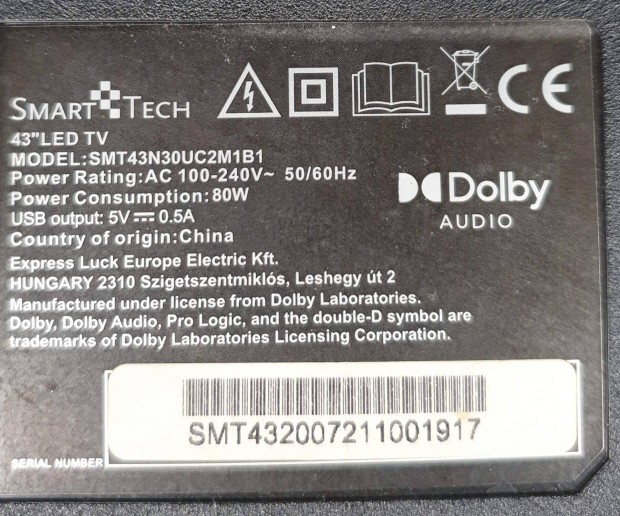 SMART TECH
43"LED TV
MODEL:SMT43N30UC2M1B1
Power Rating:AC 100-240V~ 50/60Hz
Power Consumption:80W
USB output: 5V⎓0.5A
Country of origin:China
Dolby
AUDIO
Express Luck Europe Electric Kft.
HUNGARY 2310 Szigetszentmiklós, Leshegy út 2
Manufactured under license from Dolby Laboratories.
Dolby, Dolby Audio, Pro Logic, and the double-D symbol are
trademarks of Dolby Laboratories Licensing Corporation.
SMT432007211001917
SERIAL NUMBER